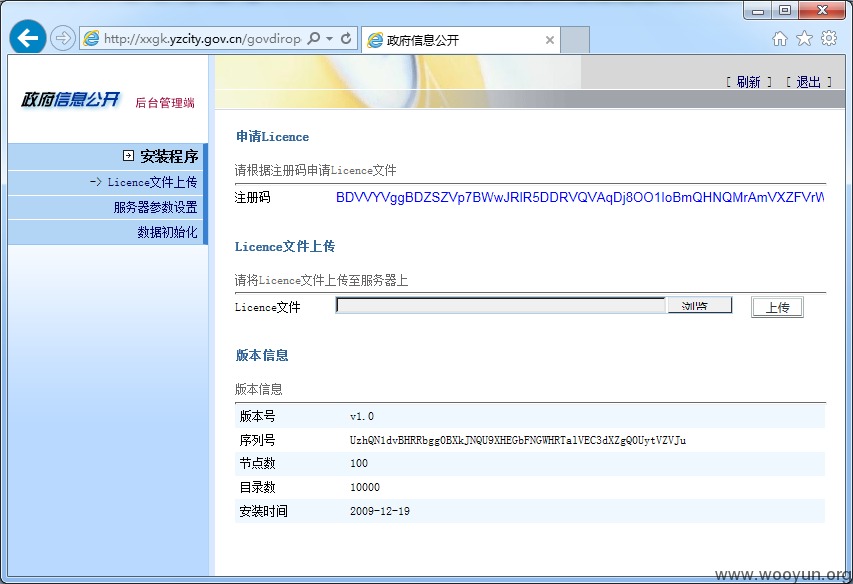 http://xxgk.yzcity.gov.cn/govdirop
政府信息公开
政府信息公开 后台管理端
[ 刷新 ] [ 退出 ]
安装程序
-> Licence文件上传
服务器参数设置
数据初始化
申请Licence
请根据注册码申请Licence文件
注册码
Licence文件上传
请将Licence文件上传至服务器上
Licence文件 浏览 上传
版本信息
版本信息
版本号 v1.0
序列号
节点数 100
目录数 10000
安装时间 2009-12-19
www.wooyun.org